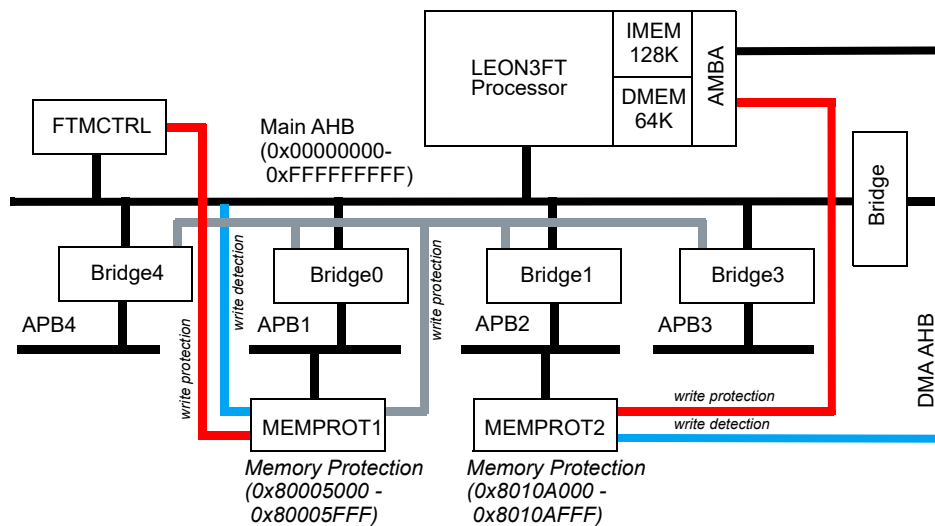 IMEM
128K
LEON3FT
Processor
AMBA
DMEM
64K
FTMCTRL
Main AHB
(0x00000000-
0xFFFFFFFFFF)
Bridge
Bridge4
Bridge0
Bridge1
Bridge3
write detection
write protection
write protection
APB4
APB1
APB2
APB3
DMA AHB
write protection
write detection
MEMPROT1
MEMPROT2
Memory Protection
(0x80005000 -
0x80005FFF)
Memory Protection
(0x8010A000 -
0x8010AFFF)